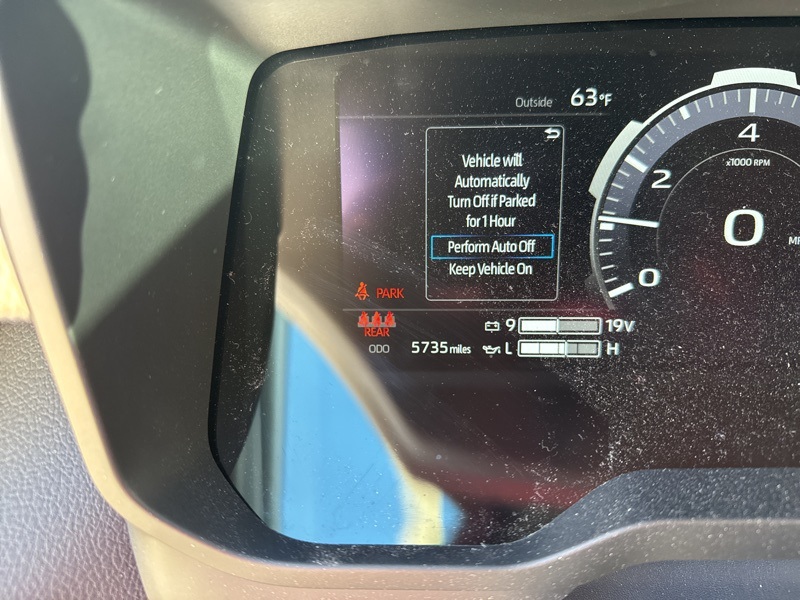 Outside 63°F
Vehicle will
Automatically
Turn Off if Parked
for 1 Hour
Perform Auto Off
Keep Vehicle On
4
x1000 RPM
2
0
MP
0
PARK
REAR
9 19V
ODO 5735 miles L H